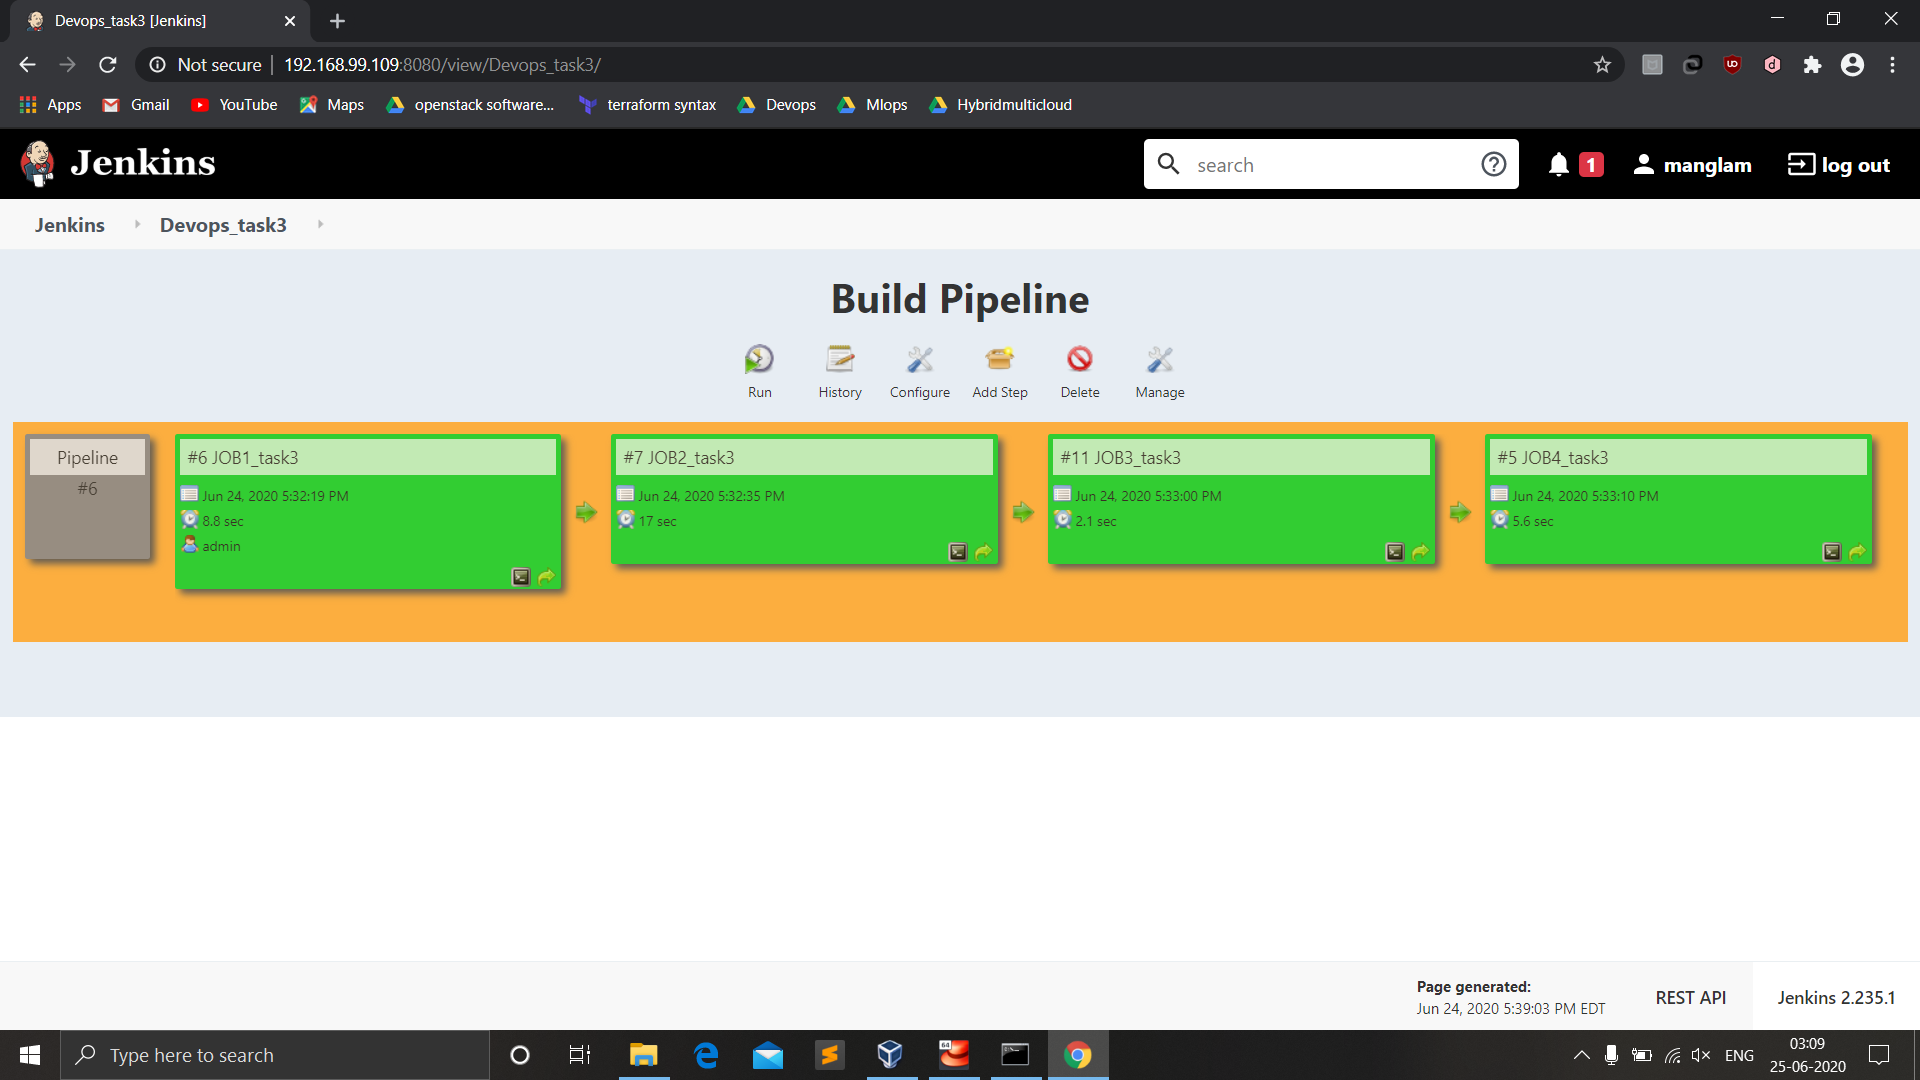 Devops_task3 [Jenkins]
Not secure | 192.168.99.109:8080/view/Devops_task3/
Apps Gmail YouTube Maps openstack software... terraform syntax Devops Mlops Hybridmulticloud
Jenkins search 1 manglam log out
Jenkins Devops_task3
Build Pipeline
Run History Configure Add Step Delete Manage
Pipeline
#6
#6 JOB1_task3
Jun 24, 2020 5:32:19 PM
8.8 sec
admin
#7 JOB2_task3
Jun 24, 2020 5:32:35 PM
17 sec
#11 JOB3_task3
Jun 24, 2020 5:33:00 PM
2.1 sec
#5 JOB4_task3
Jun 24, 2020 5:33:10 PM
5.6 sec
Page generated:
Jun 24, 2020 5:39:03 PM EDT
REST API
Jenkins 2.235.1
Type here to search
64
ENG
03:09
25-06-2020